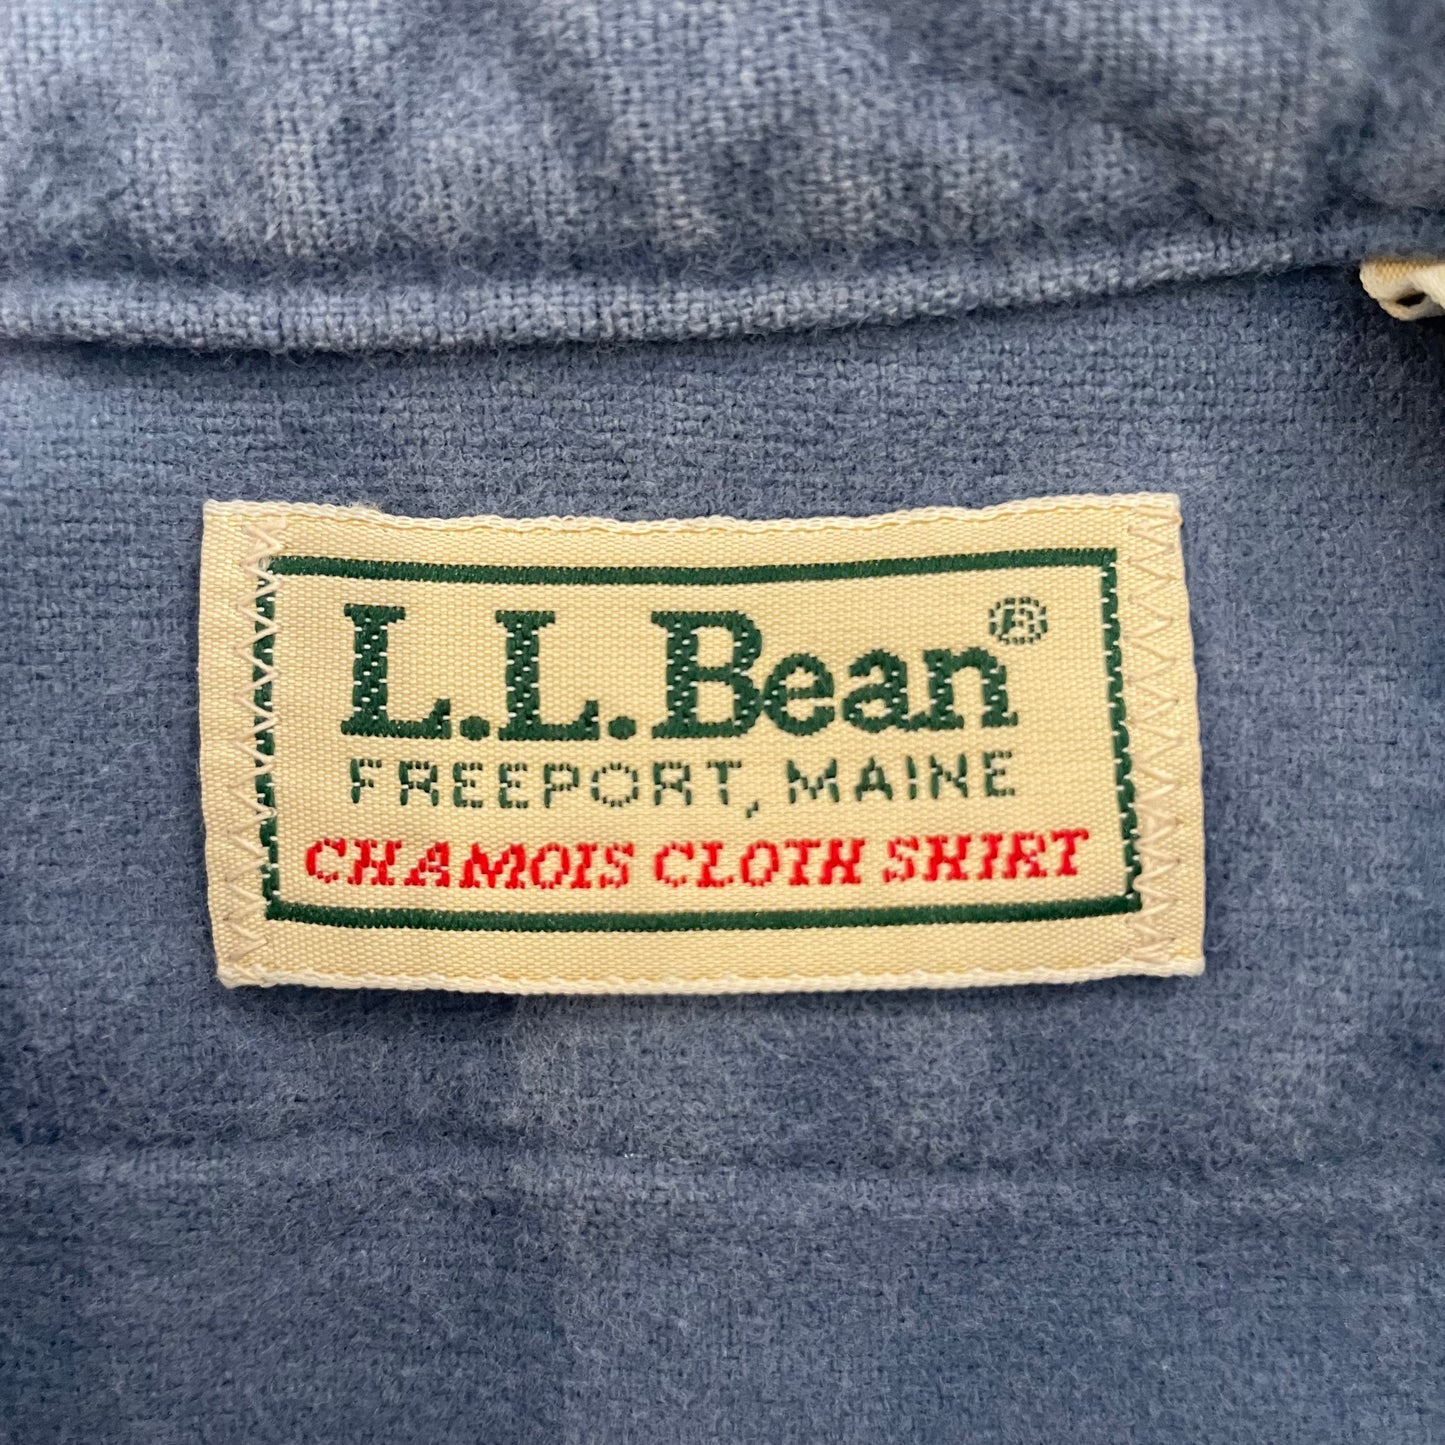 L.L.Bean®
FREEPORT, MAINE
CHAMOIS CLOTH SHIRT